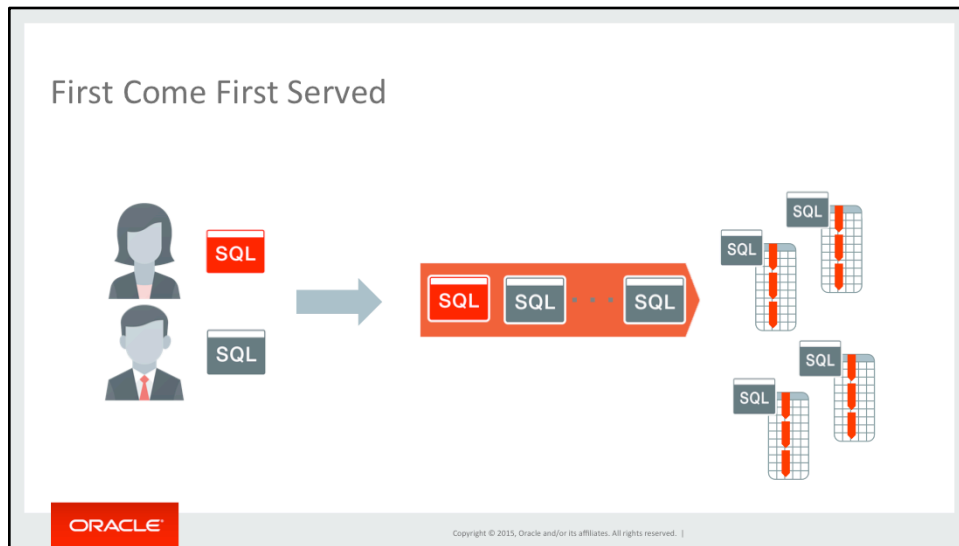 First Come First Served
SQL
SQL
SQL SQL . . . SQL
SQL
SQL
SQL
SQL
ORACLE
Copyright © 2015, Oracle and/or its affiliates. All rights reserved. |